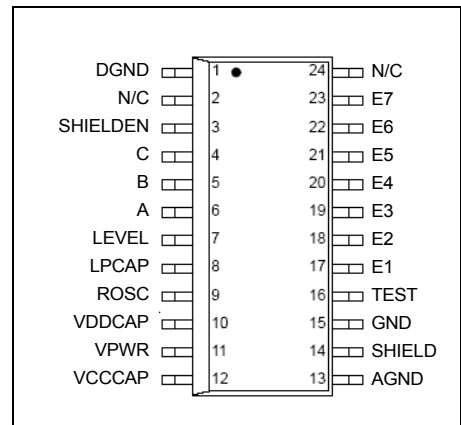 DGND 1 24 N/C
N/C 2 23 E7
SHIELDEN 3 22 E6
C 4 21 E5
B 5 20 E4
A 6 19 E3
LEVEL 7 18 E2
LPCAP 8 17 E1
ROSC 9 16 TEST
VDDCAP 10 15 GND
VPWR 11 14 SHIELD
VCCCAP 12 13 AGND